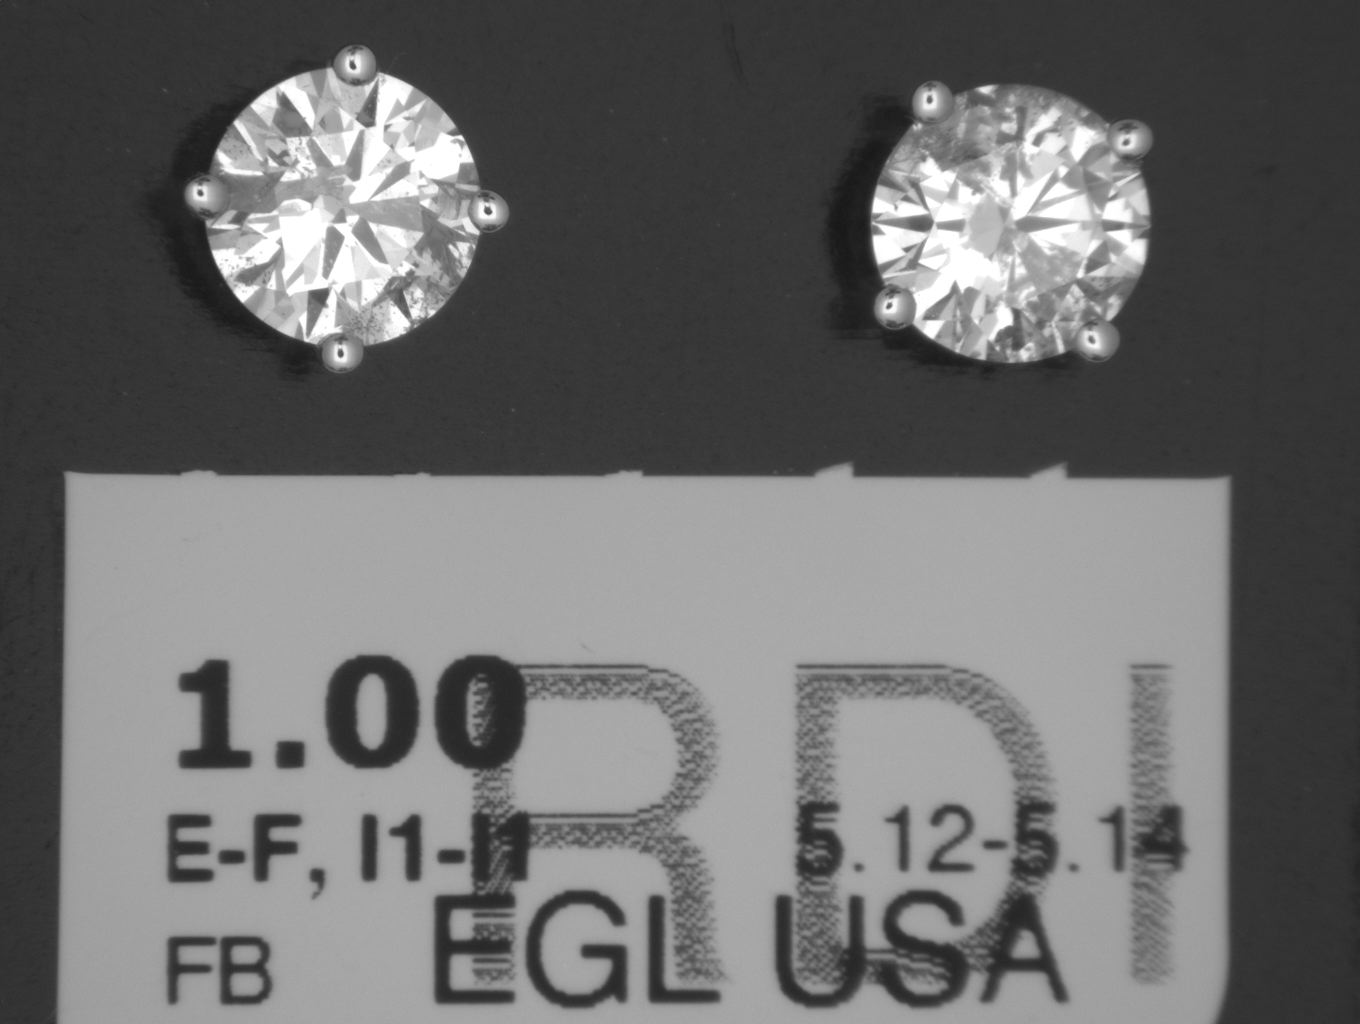 1.00
RDI
E-F, I1-I1 5.12-5.14
EGL USA
FB